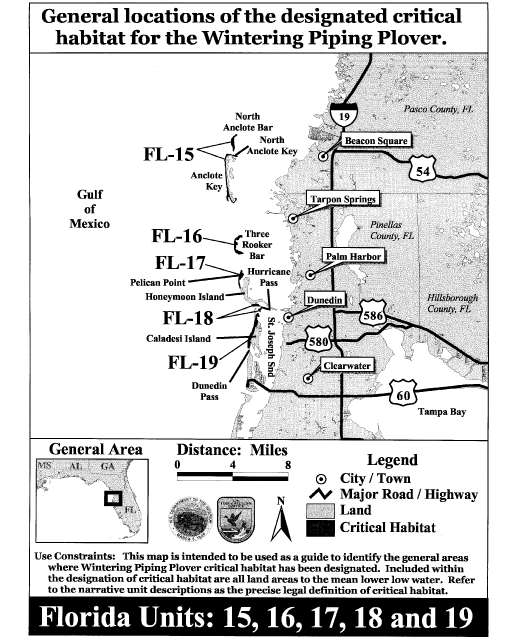 General locations of the designated critical
habitat for the Wintering Piping Plover.
Pasco County, FL
19
North
Anclote Bar
North
Anclote Key
Beacon Square
FL-15
54
Anclote
Key
Gulf
of
Mexico
Tarpon Springs
Pinellas
County, FL
FL-16
Three
Rooker
Bar
Palm Harbor
FL-17
Hurricane
Pass
Pelican Point
Honeymoon Island
Dunedin
Hillsborough
County, FL
FL-18
586
St. Joseph Snd
Caladesi Island
580
FL-19
Clearwater
Dunedin
Pass
60
Tampa Bay
General Area
MS AL GA
FL
Distance: Miles
0 4 8
N
Legend
City / Town
Major Road / Highway
Land
Critical Habitat
Use Constraints: This map is intended to be used as a guide to identify the general areas
where Wintering Piping Plover critical habitat has been designated. Included within
the designation of critical habitat are all land areas to the mean lower low water. Refer
to the narrative unit descriptions as the precise legal definition of critical habitat.
Florida Units: 15, 16, 17, 18 and 19